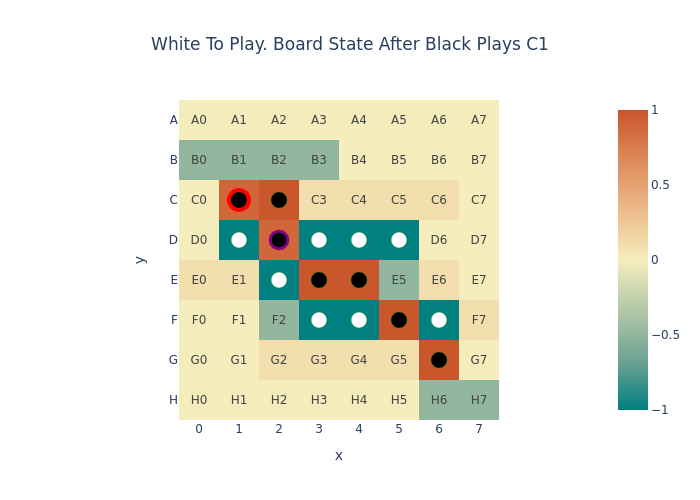 White To Play. Board State After Black Plays C1
A A0 A1 A2 A3 A4 A5 A6 A7
B B0 B1 B2 B3 B4 B5 B6 B7
C C0 C3 C4 C5 C6 C7
D D0 D6 D7
E E0 E1 E5 E6 E7
F F0 F1 F2 F7
G G0 G1 G2 G3 G4 G5 G7
H H0 H1 H2 H3 H4 H5 H6 H7
0 1 2 3 4 5 6 7
x
y
1
0.5
0
−0.5
−1